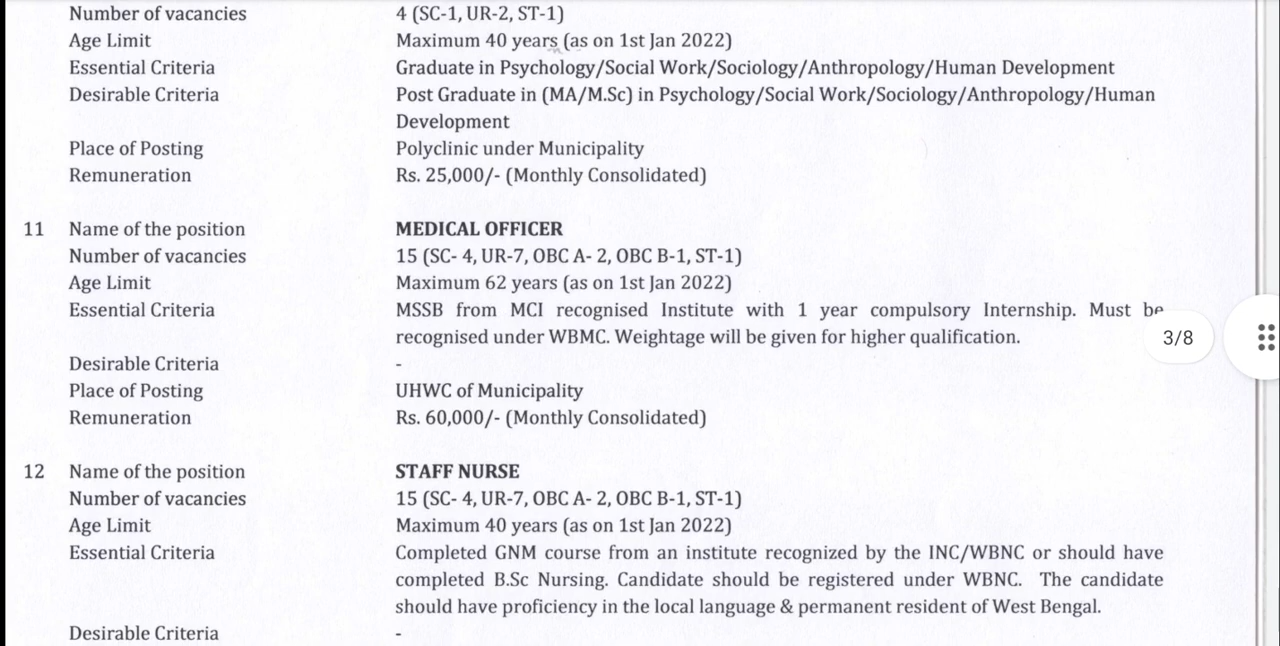 Number of vacancies 4 (SC-1, UR-2, ST-1)
Age Limit Maximum 40 years (as on 1st Jan 2022)
Essential Criteria Graduate in Psychology/Social Work/Sociology/Anthropology/Human Development
Desirable Criteria Post Graduate in (MA/M.Sc) in Psychology/Social Work/Sociology/Anthropology/Human
Development
Place of Posting Polyclinic under Municipality
Remuneration Rs. 25,000/- (Monthly Consolidated)
11 Name of the position MEDICAL OFFICER
Number of vacancies 15 (SC- 4, UR-7, OBC A- 2, OBC B-1, ST-1)
Age Limit Maximum 62 years (as on 1st Jan 2022)
Essential Criteria MSSB from MCI recognised Institute with 1 year compulsory Internship. Must be
recognised under WBMC. Weightage will be given for higher qualification.
3/8
Desirable Criteria -
Place of Posting UHWC of Municipality
Remuneration Rs. 60,000/- (Monthly Consolidated)
12 Name of the position STAFF NURSE
Number of vacancies 15 (SC- 4, UR-7, OBC A- 2, OBC B-1, ST-1)
Age Limit Maximum 40 years (as on 1st Jan 2022)
Essential Criteria Completed GNM course from an institute recognized by the INC/WBNC or should have
completed B.Sc Nursing. Candidate should be registered under WBNC. The candidate
should have proficiency in the local language & permanent resident of West Bengal.
Desirable Criteria -